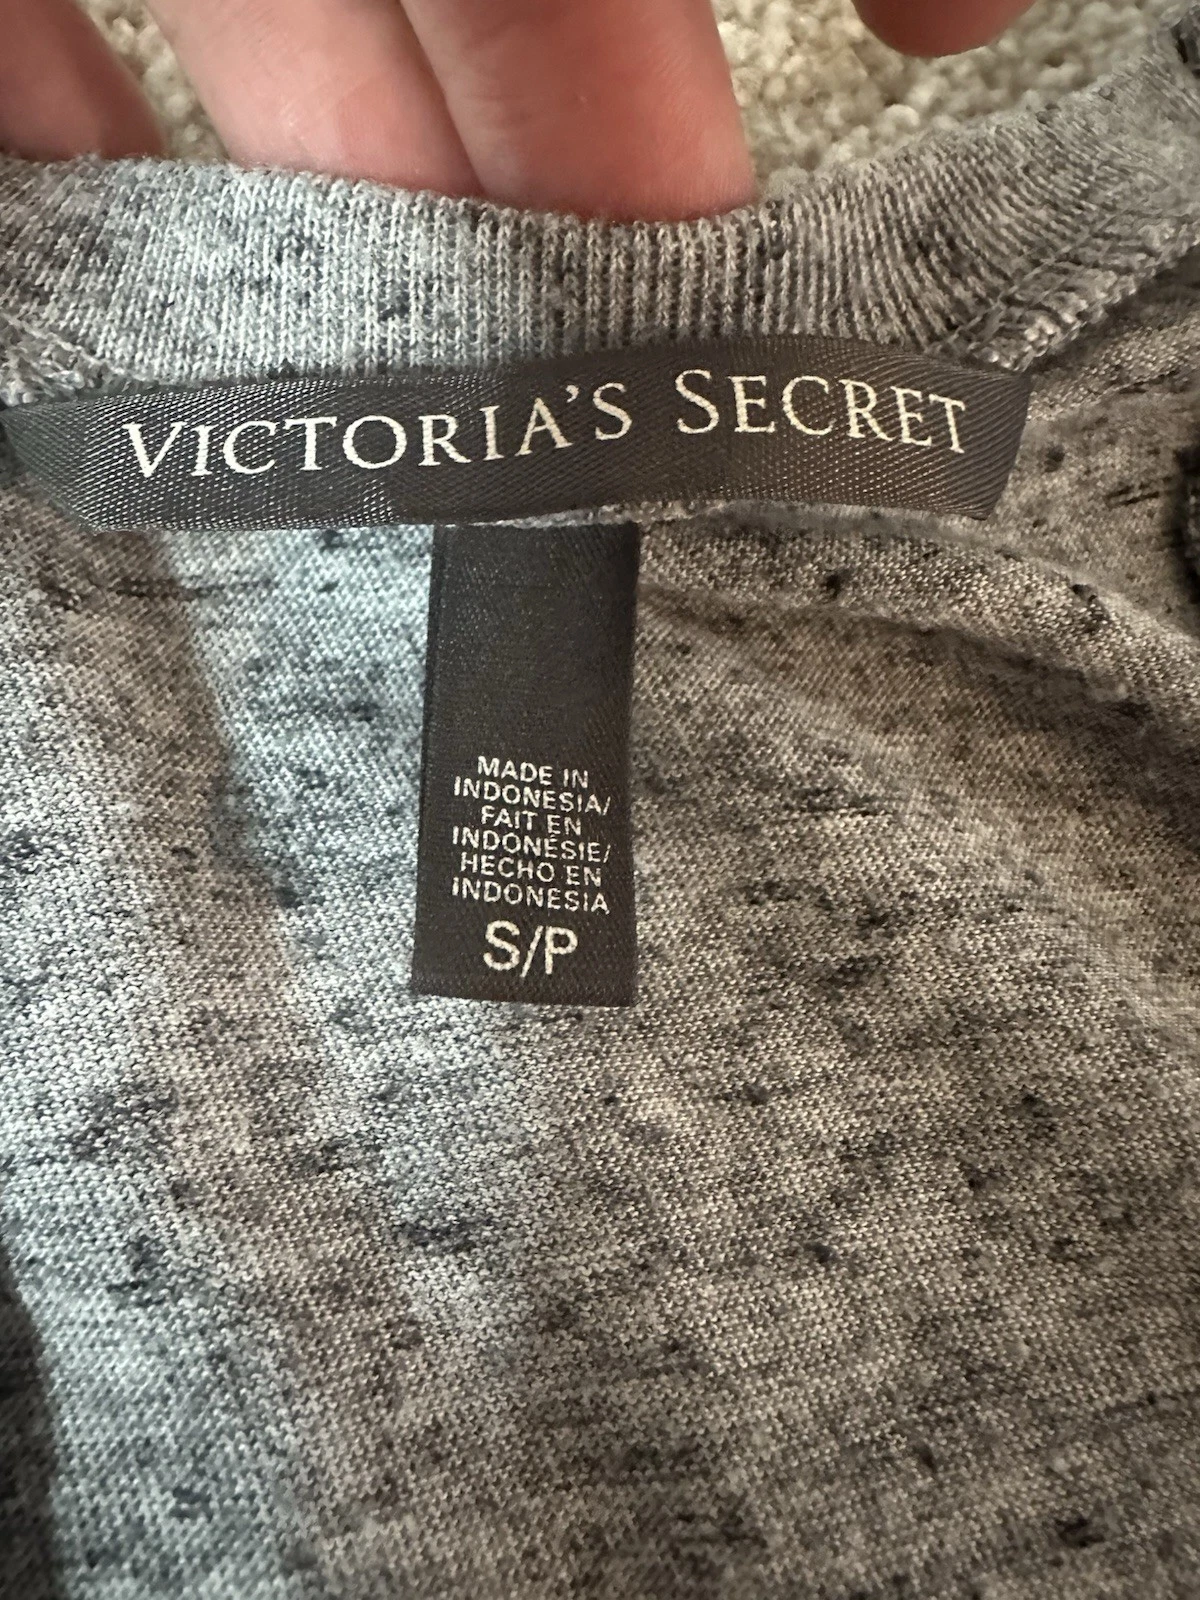 VICTORIA'S SECRET
MADE IN
INDONESIA/
FAIT EN
INDONÉSIE/
HECHO EN
INDONESIA
S/P